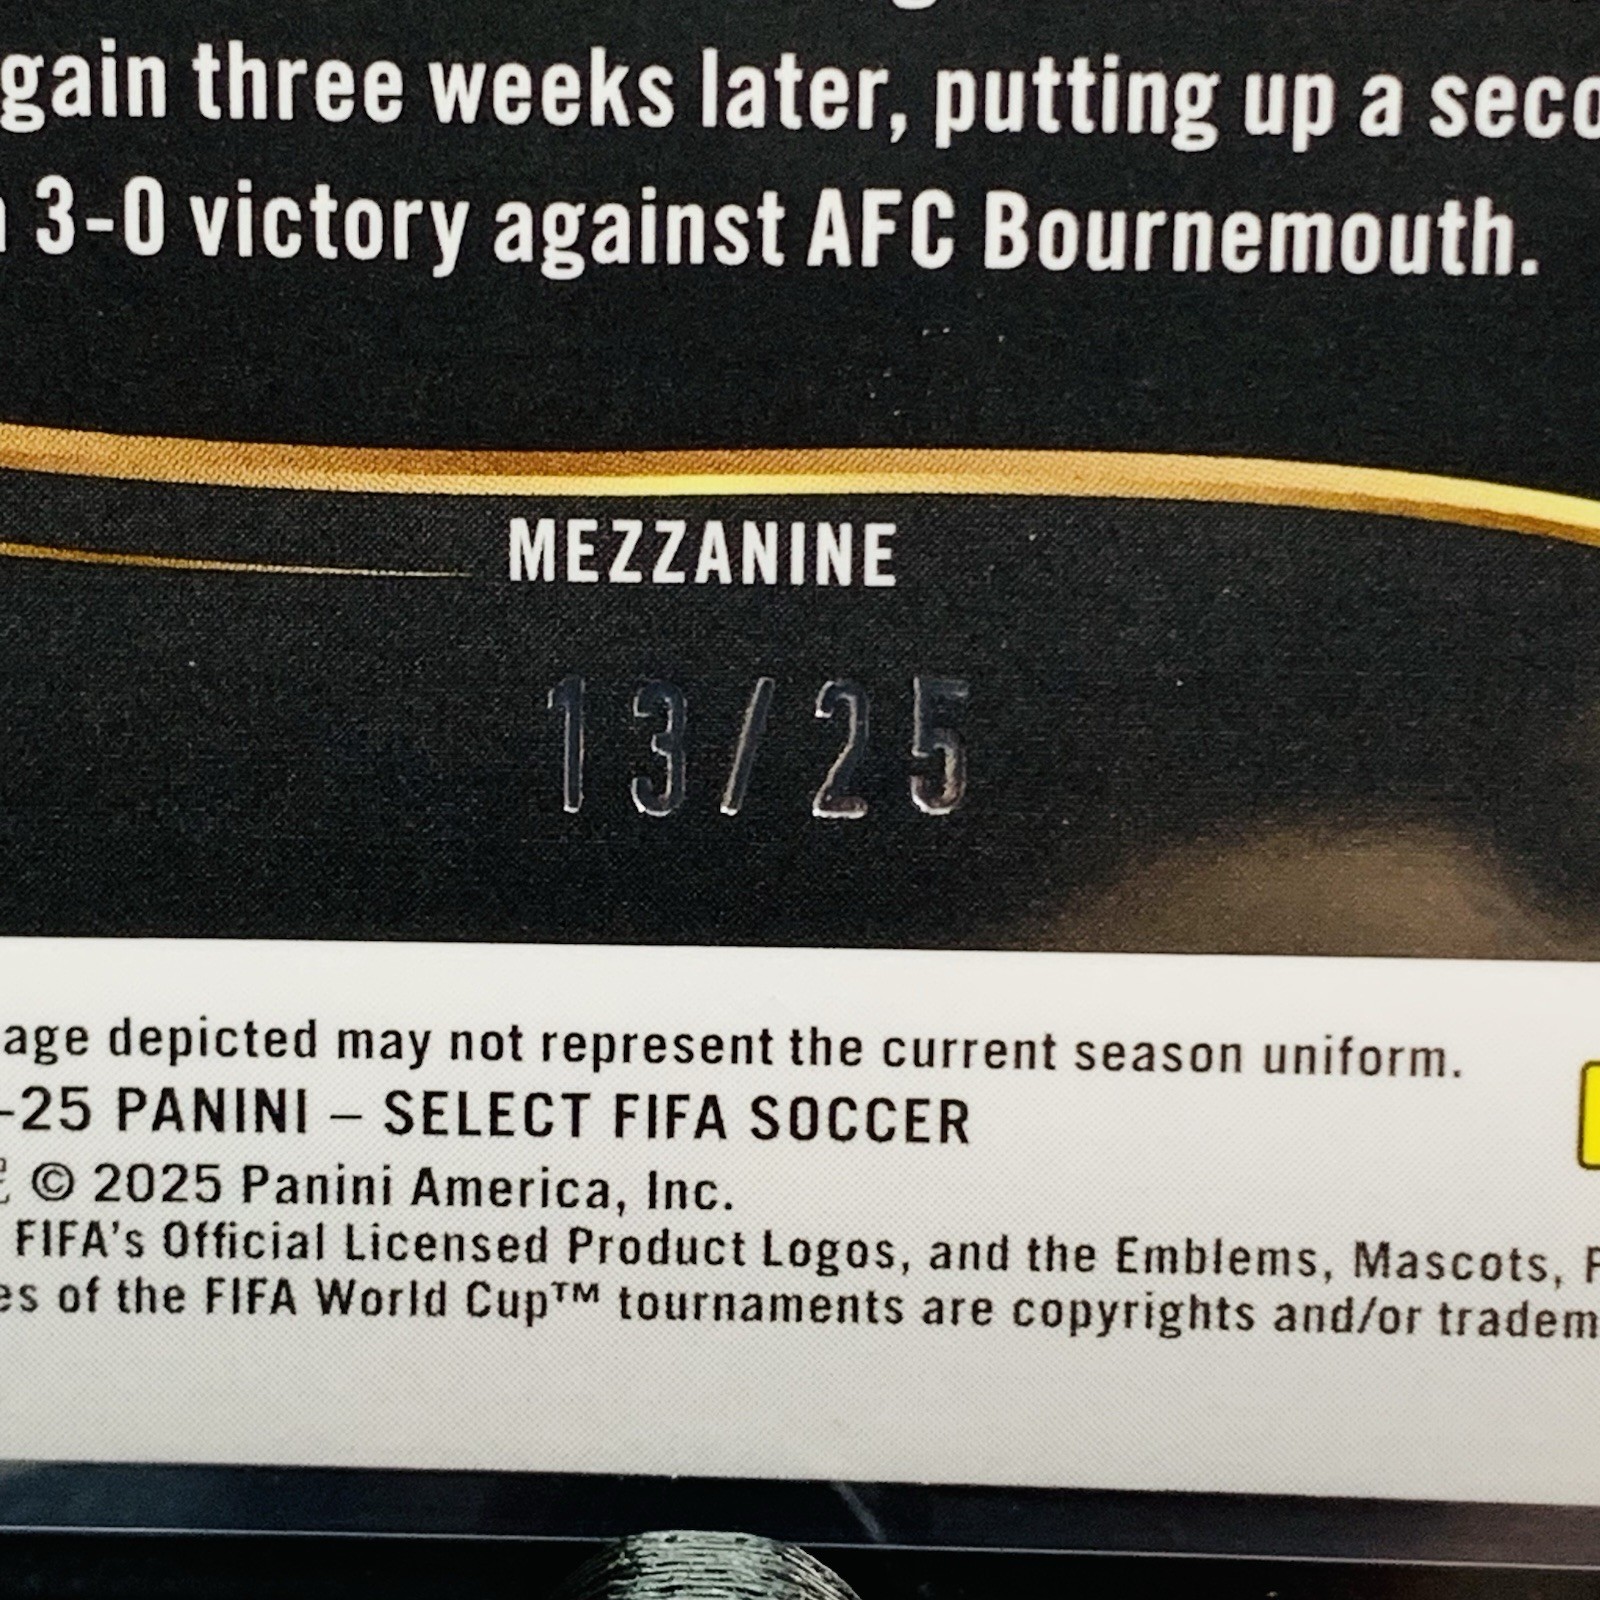 gain three weeks later, putting up a seco
3-0 victory against AFC Bournemouth.
MEZZANINE
13/25
age depicted may not represent the current season uniform.
-25 PANINI – SELECT FIFA SOCCER
© 2025 Panini America, Inc.
FIFA's Official Licensed Product Logos, and the Emblems, Mascots, P
es of the FIFA World Cup™ tournaments are copyrights and/or tradem